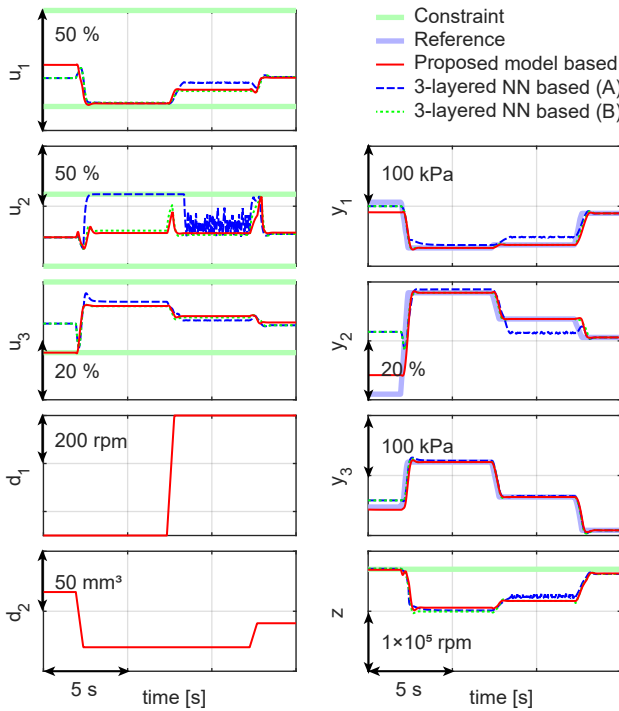 50 %
u1
Constraint
Reference
Proposed model based
3-layered NN based (A)
3-layered NN based (B)
50 %
u2
100 kPa
y1
20 %
u3
20 %
y2
200 rpm
d1
100 kPa
y3
50 mm³
d2
1×10⁵ rpm
z
5 s
time [s]
5 s
time [s]